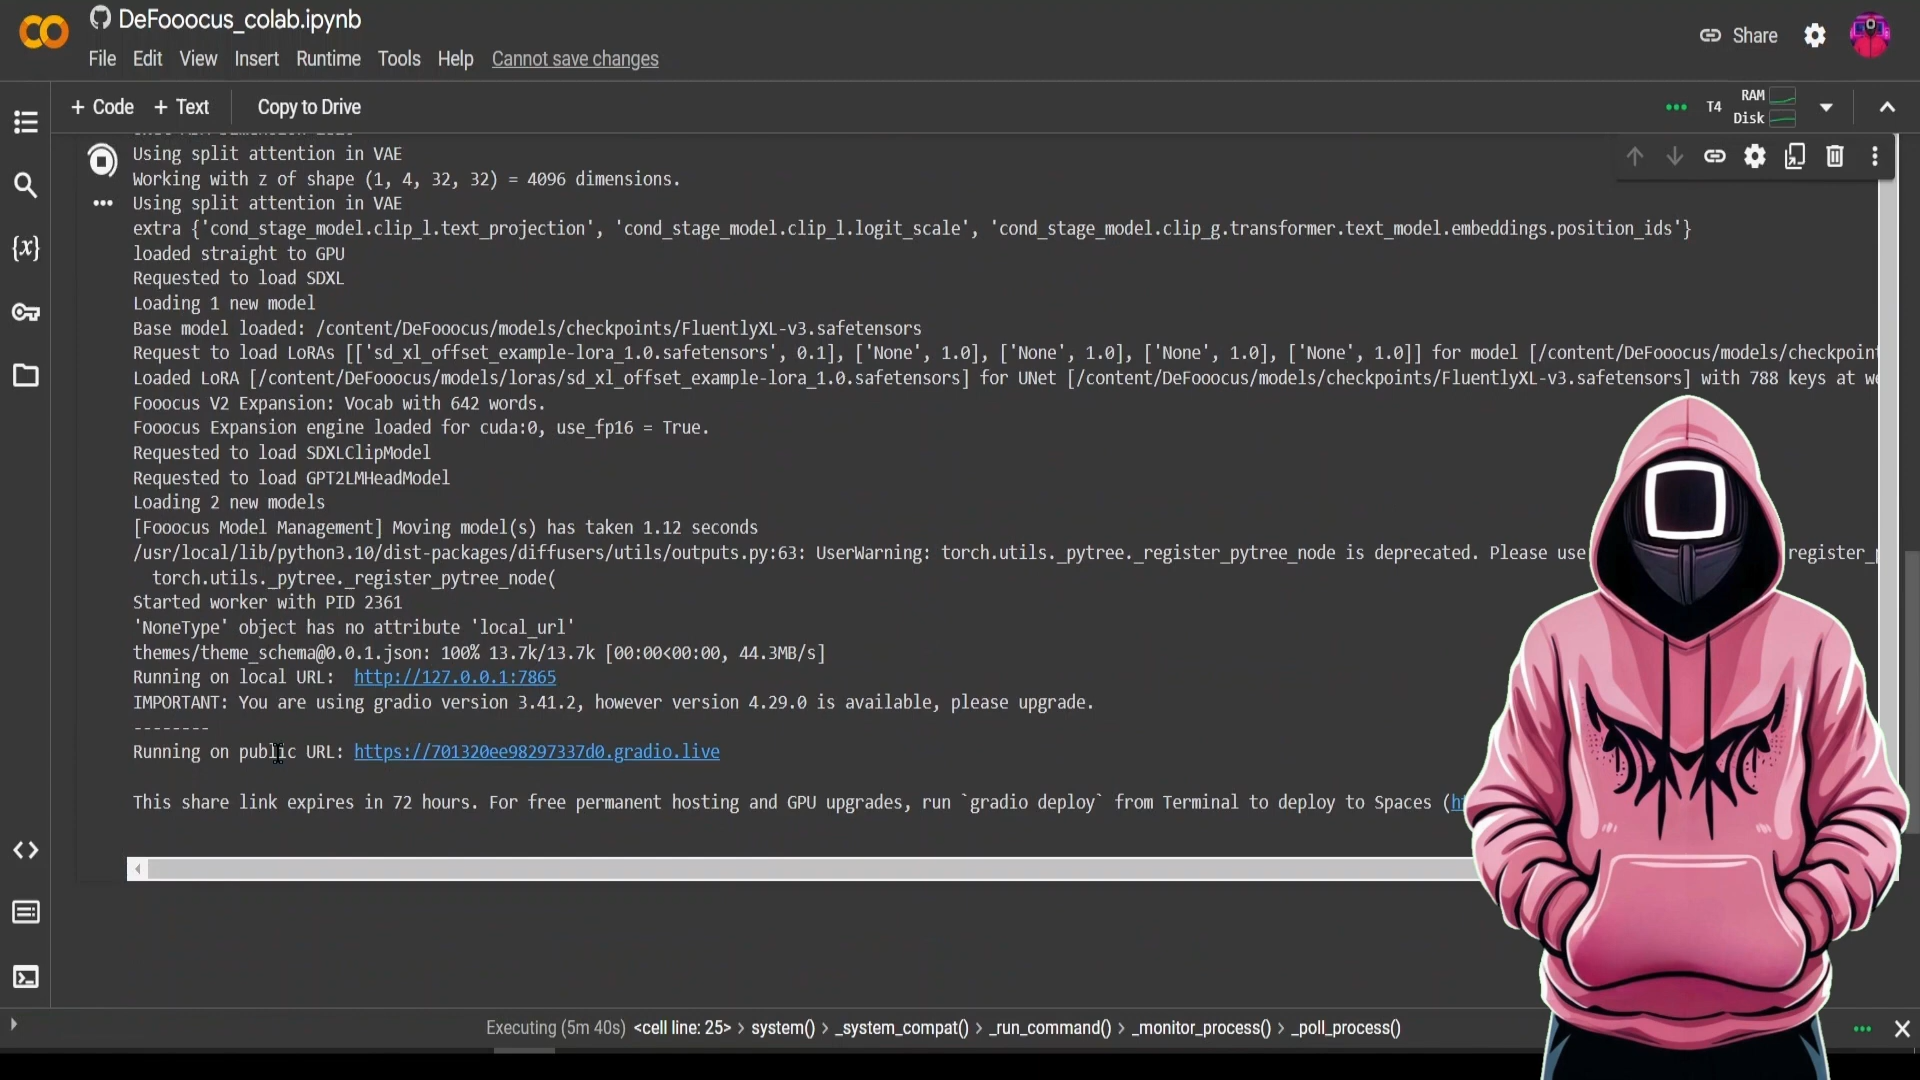 DeFooocus_colab.ipynb
File Edit View Insert Runtime Tools Help Cannot save changes
Share
+ Code + Text Copy to Drive
T4 RAM Disk
Using split attention in VAE
Working with z of shape (1, 4, 32, 32) = 4096 dimensions.
Using split attention in VAE
extra {'cond_stage_model.clip_l.text_projection', 'cond_stage_model.clip_l.logit_scale', 'cond_stage_model.clip_g.transformer.text_model.embeddings.position_ids'}
loaded straight to GPU
Requested to load SDXL
Loading 1 new model
Base model loaded: /content/DeFooocus/models/checkpoints/FluentlyXL-v3.safetensors
Request to load LoRAs [['sd_xl_offset_example-lora_1.0.safetensors', 0.1], ['None', 1.0], ['None', 1.0], ['None', 1.0], ['None', 1.0]] for model [/content/DeFooocus/models/checkpoint
Loaded LoRA [/content/DeFooocus/models/loras/sd_xl_offset_example-lora_1.0.safetensors] for UNet [/content/DeFooocus/models/checkpoints/FluentlyXL-v3.safetensors] with 788 keys at we
Fooocus V2 Expansion: Vocab with 642 words.
Fooocus Expansion engine loaded for cuda:0, use_fp16 = True.
Requested to load SDXLClipModel
Requested to load GPT2LMHeadModel
Loading 2 new models
[Fooocus Model Management] Moving model(s) has taken 1.12 seconds
/usr/local/lib/python3.10/dist-packages/diffusers/utils/outputs.py:63: UserWarning: torch.utils._pytree._register_pytree_node is deprecated. Please use register_p
torch.utils._pytree._register_pytree_node(
Started worker with PID 2361
'NoneType' object has no attribute 'local_url'
themes/theme_schema@0.0.1.json: 100% 13.7k/13.7k [00:00<00:00, 44.3MB/s]
Running on local URL: http://127.0.0.1:7865
IMPORTANT: You are using gradio version 3.41.2, however version 4.29.0 is available, please upgrade.
--------
Running on public URL: https://701320ee98297337d0.gradio.live
This share link expires in 72 hours. For free permanent hosting and GPU upgrades, run `gradio deploy` from Terminal to deploy to Spaces (h
Executing (5m 40s) <cell line: 25> > system() > _system_compat() > _run_command() > _monitor_process() > _poll_process()